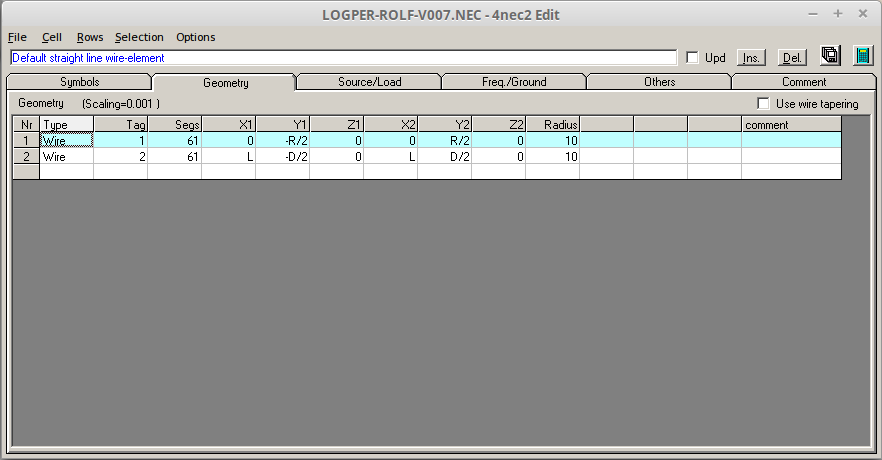 LOGPER-ROLF-V007.NEC - 4nec2 Edit
File Cell Rows Selection Options
Default straight line wire-element Upd Ins. Del.
Symbols Geometry Source/Load Freq./Ground Others Comment
Geometry (Scaling=0.001 ) Use wire tapering
Nr Type Tag Segs X1 Y1 Z1 X2 Y2 Z2 Radius comment
1 Wire 1 61 0 -R/2 0 0 R/2 0 10
2 Wire 2 61 L -D/2 0 L D/2 0 10